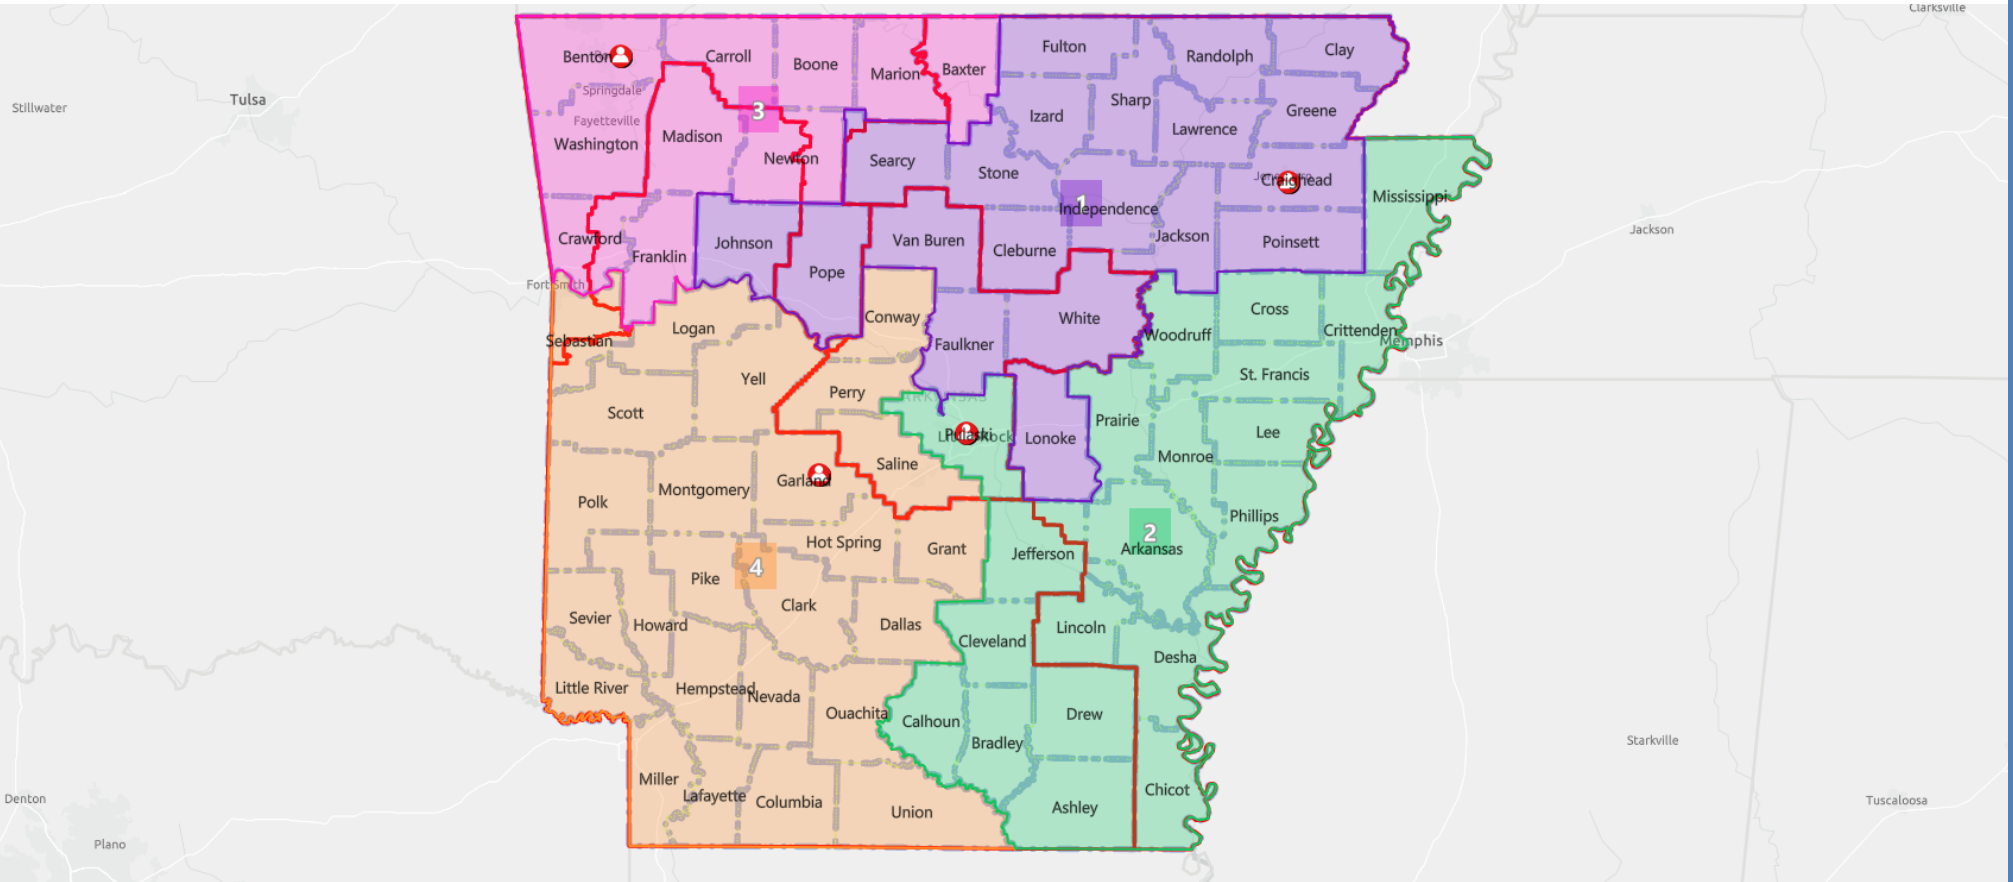 Clarksville
Benton
Carroll
Boone
Marion
Baxter
Fulton
Randolph
Clay
Stillwater
Tulsa
Springdale
Fayetteville
Washington
Madison
3
Newton
Searcy
Stone
Izard
Sharp
Lawrence
Greene
Craighead
Mississippi
1
Independence
Jackson
Poinsett
Jackson
Crawford
Franklin
Johnson
Pope
Van Buren
Cleburne
Fort Smith
Sebastian
Logan
Conway
Faulkner
White
Woodruff
Cross
Crittenden
Memphis
Yell
Perry
ARKANSAS
St. Francis
Scott
Pulaski
Lonoke
Prairie
Lee
Saline
Garland
Monroe
Polk
Montgomery
Phillips
Hot Spring
Grant
Jefferson
2
Arkansas
Pike
4
Clark
Sevier
Howard
Dallas
Cleveland
Lincoln
Desha
Little River
Hempstead
Nevada
Ouachita
Calhoun
Bradley
Drew
Starkville
Miller
Lafayette
Columbia
Union
Ashley
Chicot
Denton
Plano
Tuscaloosa